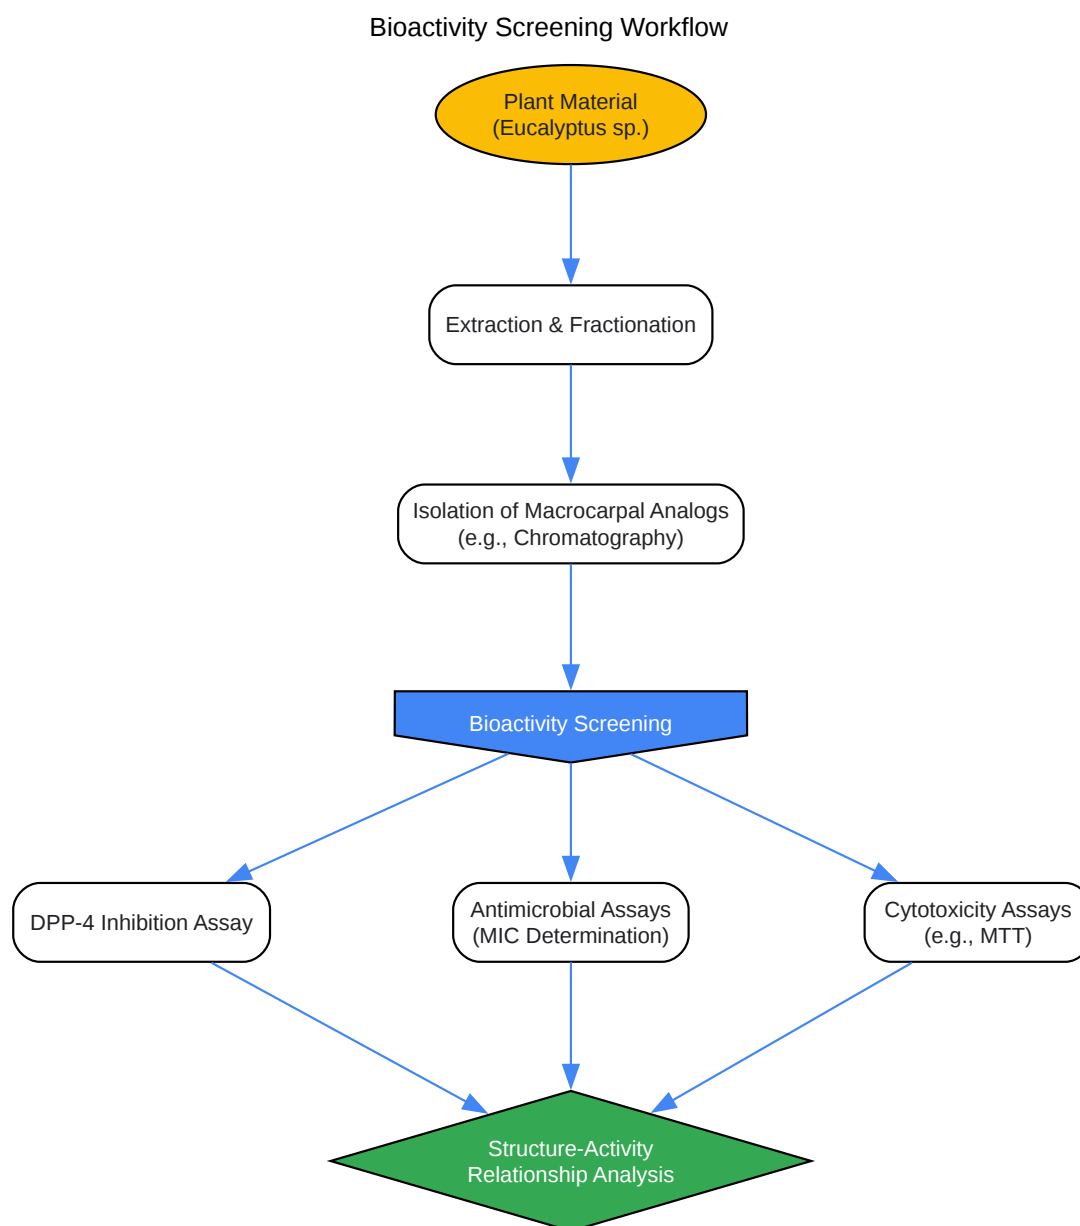 Bioactivity Screening Workflow
Plant Material
(Eucalyptus sp.)
Extraction & Fractionation
Isolation of Macrocarpal Analogs
(e.g., Chromatography)
Bioactivity Screening
DPP-4 Inhibition Assay
Antimicrobial Assays
(MIC Determination)
Cytotoxicity Assays
(e.g., MTT)
Structure-Activity
Relationship Analysis